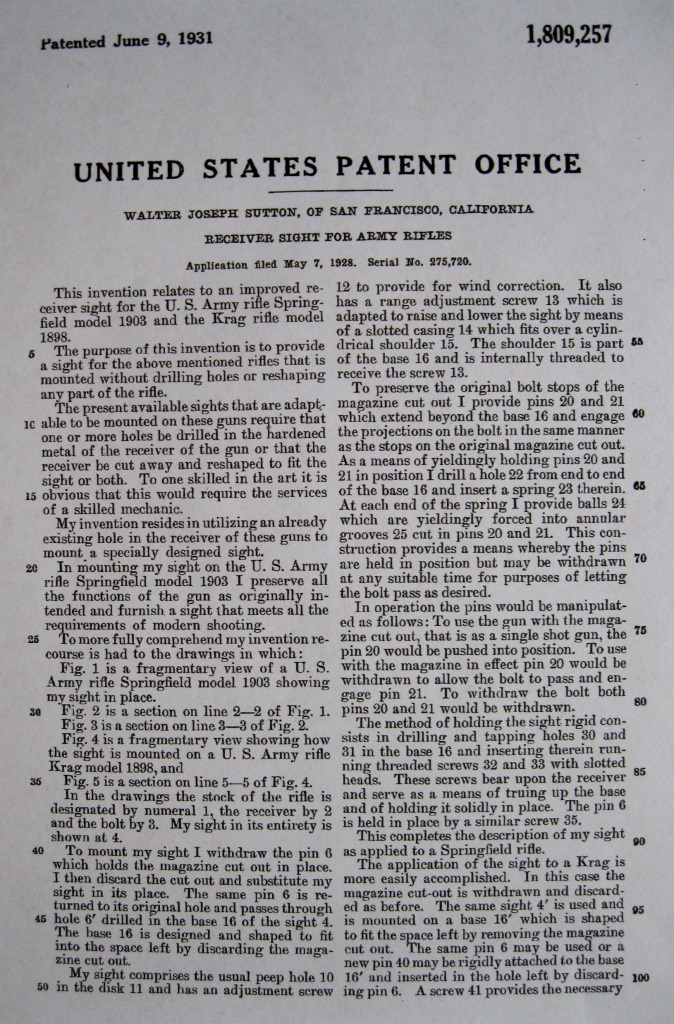 Patented June 9, 1931
1,809,257
UNITED STATES PATENT OFFICE
WALTER JOSEPH SUTTON, OF SAN FRANCISCO, CALIFORNIA
RECEIVER SIGHT FOR ARMY RIFLES
Application filed May 7, 1928. Serial No. 275,720.
This invention relates to an improved re-
ceiver sight for the U. S. Army rifle Spring-
field model 1903 and the Krag rifle model
1898.
5 The purpose of this invention is to provide
a sight for the above mentioned rifles that is
mounted without drilling holes or reshaping
any part of the rifle.
The present available sights that are adapt-
10 able to be mounted on these guns require that
one or more holes be drilled in the hardened
metal of the receiver of the gun or that the
receiver be cut away and reshaped to fit the
sight or both. To one skilled in the art it is
15 obvious that this would require the services
of a skilled mechanic.
My invention resides in utilizing an already
existing hole in the receiver of these guns to
mount a specially designed sight.
20 In mounting my sight on the U. S. Army
rifle Springfield model 1903 I preserve all
the functions of the gun as originally in-
tended and furnish a sight that meets all the
requirements of modern shooting.
25 To more fully comprehend my invention re-
course is had to the drawings in which:
Fig. 1 is a fragmentary view of a U. S.
Army rifle Springfield model 1903 showing
my sight in place.
30 Fig. 2 is a section on line 2—2 of Fig. 1.
Fig. 3 is a section on line 3—3 of Fig. 2.
Fig. 4 is a fragmentary view showing how
the sight is mounted on a U. S. Army rifle
Krag model 1898, and
35 Fig. 5 is a section on line 5—5 of Fig. 4.
In the drawings the stock of the rifle is
designated by numeral 1, the receiver by 2
and the bolt by 3. My sight in its entirety is
shown at 4.
40 To mount my sight I withdraw the pin 6
which holds the magazine cut out in place.
I then discard the cut out and substitute my
sight in its place. The same pin 6 is re-
turned to its original hole and passes through
45 hole 6' drilled in the base 16 of the sight 4.
The base 16 is designed and shaped to fit
into the space left by discarding the maga-
zine cut out.
My sight comprises the usual peep hole 10
50 in the disk 11 and has an adjustment screw
12 to provide for wind correction. It also
has a range adjustment screw 13 which is
adapted to raise and lower the sight by means
of a slotted casing 14 which fits over a cylin-
drical shoulder 15. The shoulder 15 is part 55
of the base 16 and is internally threaded to
receive the screw 13.
To preserve the original bolt stops of the
magazine cut out I provide pins 20 and 21
which extend beyond the base 16 and engage 60
the projections on the bolt in the same manner
as the stops on the original magazine cut out.
As a means of yieldingly holding pins 20 and
21 in position I drill a hole 22 from end to end
of the base 16 and insert a spring 23 therein. 65
At each end of the spring I provide balls 24
which are yieldingly forced into annular
grooves 25 cut in pins 20 and 21. This con-
struction provides a means whereby the pins
are held in position but may be withdrawn 70
at any suitable time for purposes of letting
the bolt pass as desired.
In operation the pins would be manipulat-
ed as follows: To use the gun with the maga-
zine cut out, that is as a single shot gun, the 75
pin 20 would be pushed into position. To use
with the magazine in effect pin 20 would be
withdrawn to allow the bolt to pass and en-
gage pin 21. To withdraw the bolt both
pins 20 and 21 would be withdrawn. 80
The method of holding the sight rigid con-
sists in drilling and tapping holes 30 and
31 in the base 16 and inserting therein run-
ning threaded screws 32 and 33 with slotted
heads. These screws bear upon the receiver 85
and serve as a means of truing up the base
and of holding it solidly in place. The pin 6
is held in place by a similar screw 35.
This completes the description of my sight 90
as applied to a Springfield rifle.
The application of the sight to a Krag is
more easily accomplished. In this case the
magazine cut-out is withdrawn and discard-
ed as before. The same sight 4' is used and 95
is mounted on a base 16' which is shaped
to fit the space left by removing the magazine
cut out. The same pin 6 may be used or a
new pin 40 may be rigidly attached to the base
16' and inserted in the hole left by discard- 100
ing pin 6. A screw 41 provides the necessary